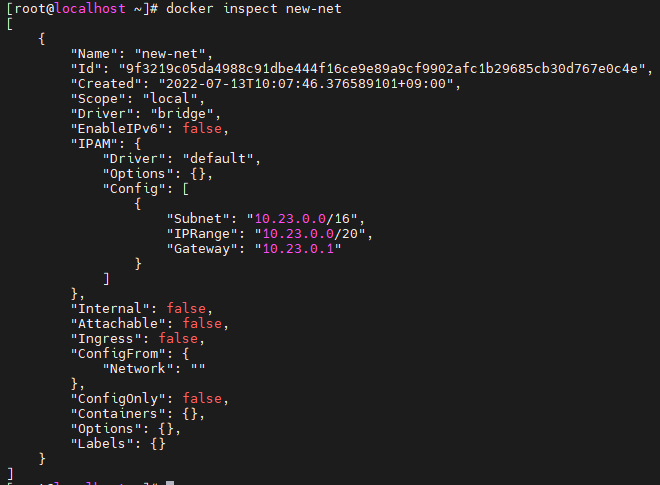 [root@localhost ~]# docker inspect new-net
[
    {
        "Name": "new-net",
        "Id": "9f3219c05da4988c91dbe444f16ce9e89a9cf9902afc1b29685cb30d767e0c4e",
        "Created": "2022-07-13T10:07:46.376589101+09:00",
        "Scope": "local",
        "Driver": "bridge",
        "EnableIPv6": false,
        "IPAM": {
            "Driver": "default",
            "Options": {},
            "Config": [
                {
                    "Subnet": "10.23.0.0/16",
                    "IPRange": "10.23.0.0/20",
                    "Gateway": "10.23.0.1"
                }
            ]
        },
        "Internal": false,
        "Attachable": false,
        "Ingress": false,
        "ConfigFrom": {
            "Network": ""
        },
        "ConfigOnly": false,
        "Containers": {},
        "Options": {},
        "Labels": {}
    }
]